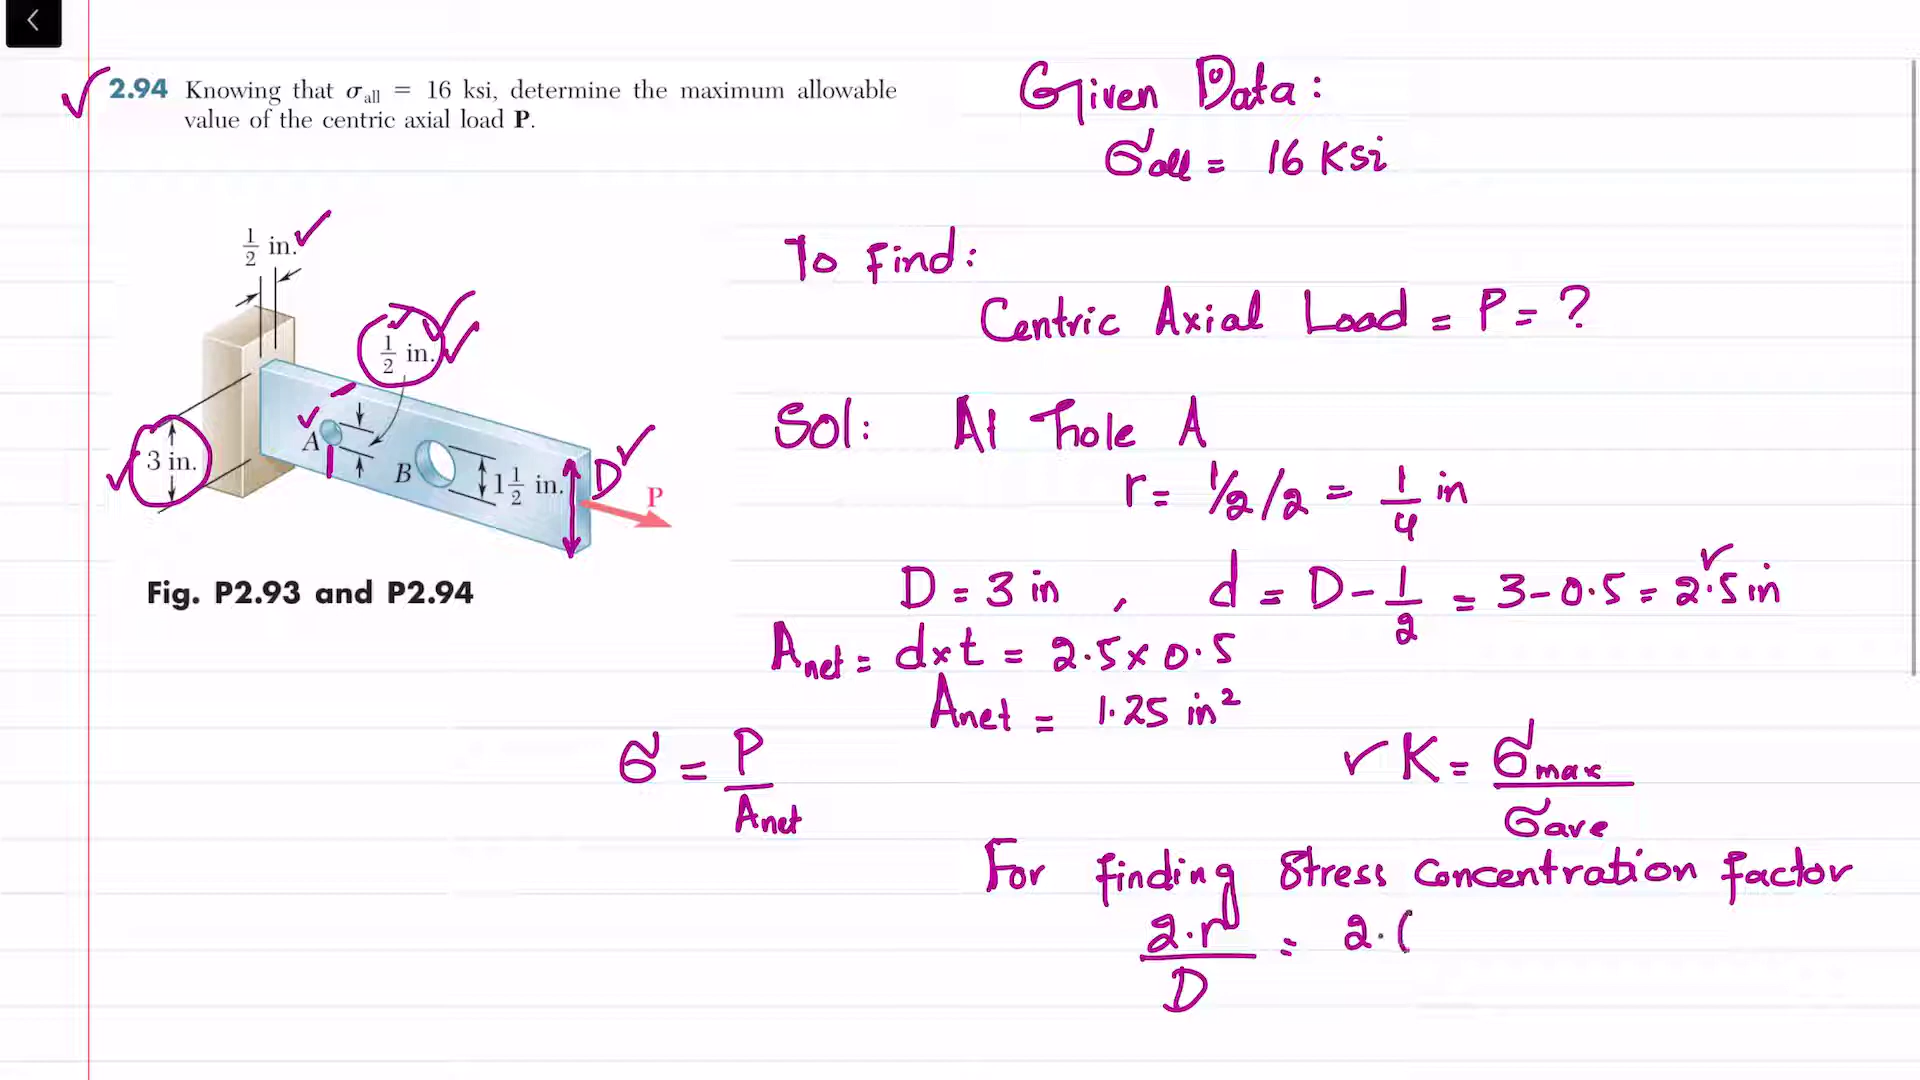 2.94 Knowing that σall = 16 ksi, determine the maximum allowable
value of the centric axial load P.
1/2 in.
1/2 in.
3 in.
A
B
1 1/2 in.
D
P
Fig. P2.93 and P2.94
Given Data:
σall = 16 Ksi
To Find:
Centric Axial Load = P = ?
Sol: At hole A
r = 1/2/2 = 1/4 in
D = 3 in , d = D - 1/2 = 3 - 0.5 = 2.5 in
Anet = d x t = 2.5 x 0.5
Anet = 1.25 in²
σ = P/Anet
K = σmax/σave
For finding Stress Concentration factor
2.r/D = 2.(